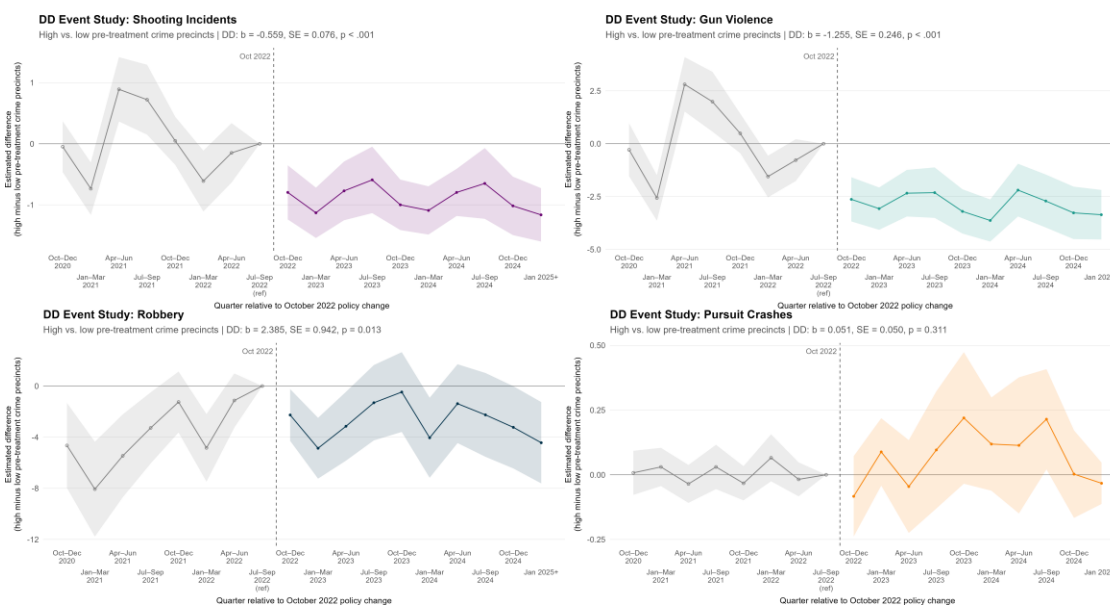 DD Event Study: Shooting Incidents
High vs. low pre-treatment crime precincts | DD: b = -0.559, SE = 0.076, p < .001
Oct 2022
Estimated difference
(high minus low pre-treatment crime precincts)
1
0
-1
Oct–Dec 2020
Jan–Mar 2021
Apr–Jun 2021
Jul–Sep 2021
Oct–Dec 2021
Jan–Mar 2022
Apr–Jun 2022
Jul–Sep 2022 (ref)
Oct–Dec 2022
Jan–Mar 2023
Apr–Jun 2023
Jul–Sep 2023
Oct–Dec 2023
Jan–Mar 2024
Apr–Jun 2024
Jul–Sep 2024
Oct–Dec 2024
Jan 2025+
Quarter relative to October 2022 policy change
DD Event Study: Gun Violence
High vs. low pre-treatment crime precincts | DD: b = -1.255, SE = 0.246, p < .001
Oct 2022
Estimated difference
(high minus low pre-treatment crime precincts)
2.5
0.0
-2.5
-5.0
Oct–Dec 2020
Jan–Mar 2021
Apr–Jun 2021
Jul–Sep 2021
Oct–Dec 2021
Jan–Mar 2022
Apr–Jun 2022
Jul–Sep 2022 (ref)
Oct–Dec 2022
Jan–Mar 2023
Apr–Jun 2023
Jul–Sep 2023
Oct–Dec 2023
Jan–Mar 2024
Apr–Jun 2024
Jul–Sep 2024
Oct–Dec 2024
Jan 202
Quarter relative to October 2022 policy change
DD Event Study: Robbery
High vs. low pre-treatment crime precincts | DD: b = 2.385, SE = 0.942, p = 0.013
Oct 2022
Estimated difference
(high minus low pre-treatment crime precincts)
0
-4
-8
-12
Oct–Dec 2020
Jan–Mar 2021
Apr–Jun 2021
Jul–Sep 2021
Oct–Dec 2021
Jan–Mar 2022
Apr–Jun 2022
Jul–Sep 2022 (ref)
Oct–Dec 2022
Jan–Mar 2023
Apr–Jun 2023
Jul–Sep 2023
Oct–Dec 2023
Jan–Mar 2024
Apr–Jun 2024
Jul–Sep 2024
Oct–Dec 2024
Jan 2025+
Quarter relative to October 2022 policy change
DD Event Study: Pursuit Crashes
High vs. low pre-treatment crime precincts | DD: b = 0.051, SE = 0.050, p = 0.311
Oct 2022
Estimated difference
(high minus low pre-treatment crime precincts)
0.50
0.25
0.00
-0.25
Oct–Dec 2020
Jan–Mar 2021
Apr–Jun 2021
Jul–Sep 2021
Oct–Dec 2021
Jan–Mar 2022
Apr–Jun 2022
Jul–Sep 2022 (ref)
Oct–Dec 2022
Jan–Mar 2023
Apr–Jun 2023
Jul–Sep 2023
Oct–Dec 2023
Jan–Mar 2024
Apr–Jun 2024
Jul–Sep 2024
Oct–Dec 2024
Jan 202
Quarter relative to October 2022 policy change